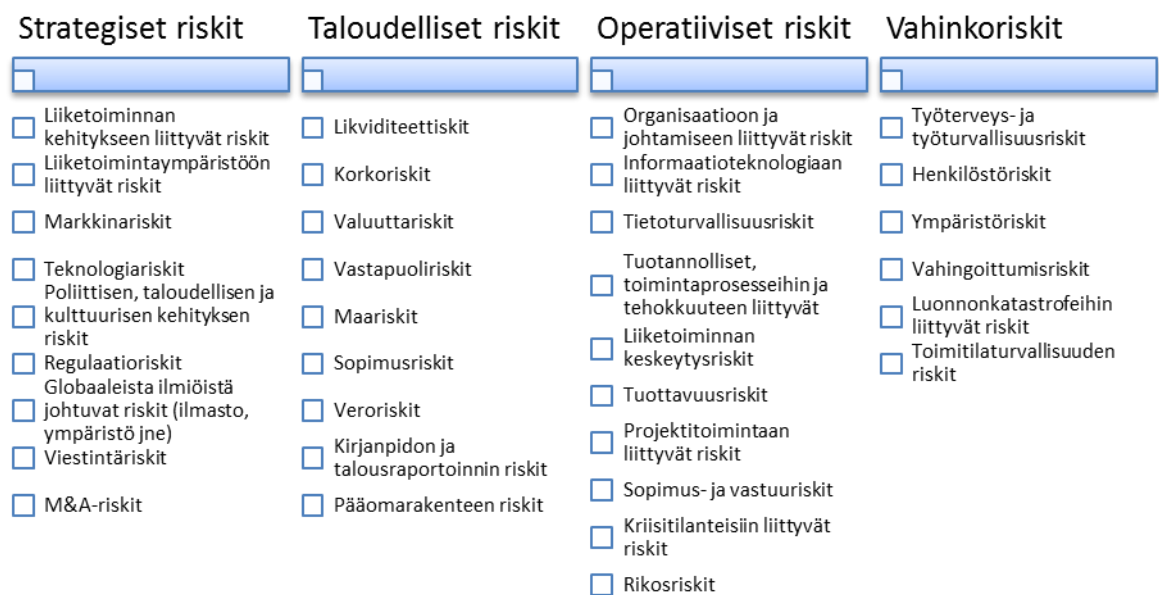 Strategiset riskit
Liiketoiminnan
kehitykseen liittyvät riskit
Liiketoimintaympäristöön
liittyvät riskit
Markkinariskit
Teknologiariskit
Poliittisen, taloudellisen ja
kulttuurisen kehityksen
riskit
Regulaatioriskit
Globaaleista ilmiöistä
johtuvat riskit (ilmasto,
ympäristö jne)
Viestintäriskit
M&A-riskit
Taloudelliset riskit
Likviditeettiskit
Korkoriskit
Valuuttariskit
Vastapuoliriskit
Maariskit
Sopimusriskit
Veroriskit
Kirjanpidon ja
talousraportoinnin riskit
Pääomarakenteen riskit
Operatiiviset riskit
Organisaatioon ja
johtamiseen liittyvät riskit
Informaatioteknologiaan
liittyvät riskit
Tietoturvallisuusriskit
Tuotannolliset,
toimintaprosesseihin ja
tehokkuuteen liittyvät
Liiketoiminnan
keskeytysriskit
Tuottavuusriskit
Projektitoimintaan
liittyvät riskit
Sopimus- ja vastuuriskit
Kriisitilanteisiin liittyvät
riskit
Rikosriskit
Vahinkoriskit
Työterveys- ja
työturvallisuusriskit
Henkilöstöriskit
Ympäristöriskit
Vahingoittumisriskit
Luonnonkatastrofeihin
liittyvät riskit
Toimitilaturvallisuuden
riskit